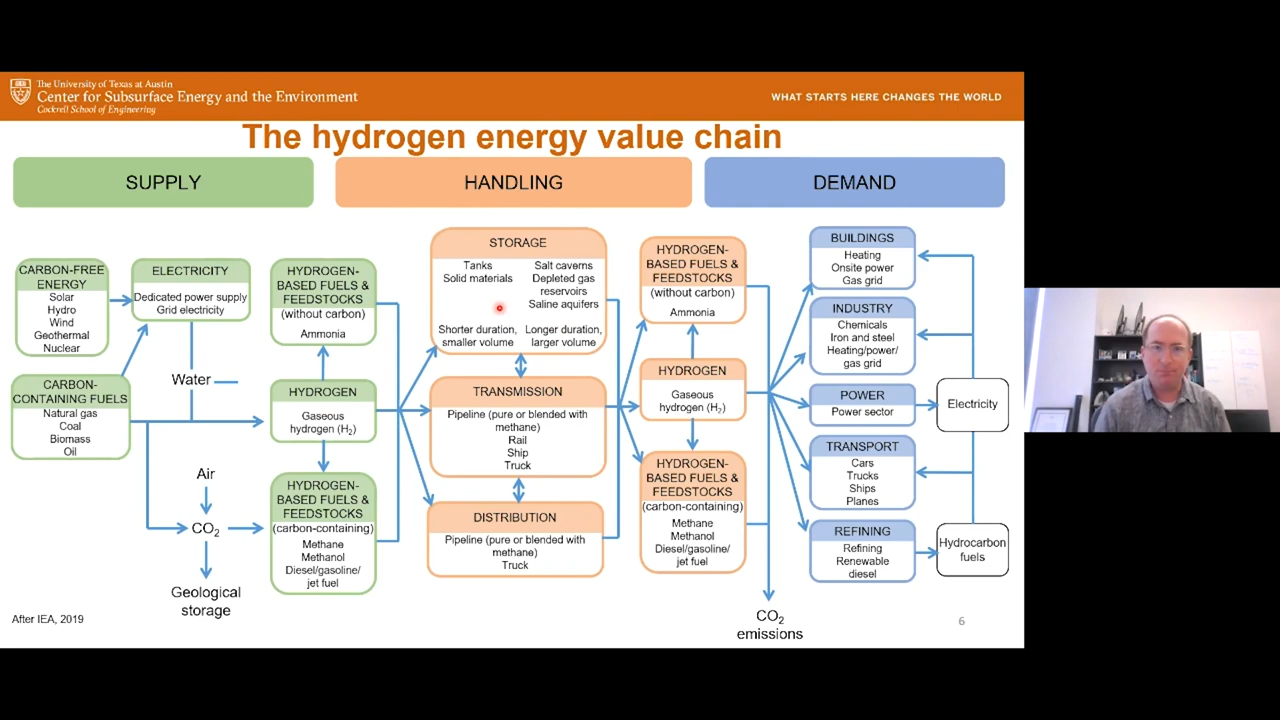 The University of Texas at Austin
Center for Subsurface Energy and the Environment
Cockrell School of Engineering
WHAT STARTS HERE CHANGES THE WORLD
The hydrogen energy value chain
SUPPLY
HANDLING
DEMAND
CARBON-FREE
ENERGY
Solar
Hydro
Wind
Geothermal
Nuclear
CARBON-
CONTAINING FUELS
Natural gas
Coal
Biomass
Oil
ELECTRICITY
Dedicated power supply
Grid electricity
Water
Air
CO₂
Geological
storage
HYDROGEN-
BASED FUELS &
FEEDSTOCKS
(without carbon)
Ammonia
HYDROGEN
Gaseous
hydrogen (H₂)
HYDROGEN-
BASED FUELS &
FEEDSTOCKS
(carbon-containing)
Methane
Methanol
Diesel/gasoline/
jet fuel
STORAGE
Tanks
Solid materials
Shorter duration,
smaller volume
Salt caverns
Depleted gas
reservoirs
Saline aquifers
Longer duration,
larger volume
TRANSMISSION
Pipeline (pure or blended with
methane)
Rail
Ship
Truck
DISTRIBUTION
Pipeline (pure or blended with
methane)
Truck
HYDROGEN-
BASED FUELS &
FEEDSTOCKS
(without carbon)
Ammonia
HYDROGEN
Gaseous
hydrogen (H₂)
HYDROGEN-
BASED FUELS &
FEEDSTOCKS
(carbon-containing)
Methane
Methanol
Diesel/gasoline/
jet fuel
CO₂
emissions
BUILDINGS
Heating
Onsite power
Gas grid
INDUSTRY
Chemicals
Iron and steel
Heating/power/
gas grid
POWER
Power sector
TRANSPORT
Cars
Trucks
Ships
Planes
REFINING
Refining
Renewable
diesel
Electricity
Hydrocarbon
fuels
After IEA, 2019
6